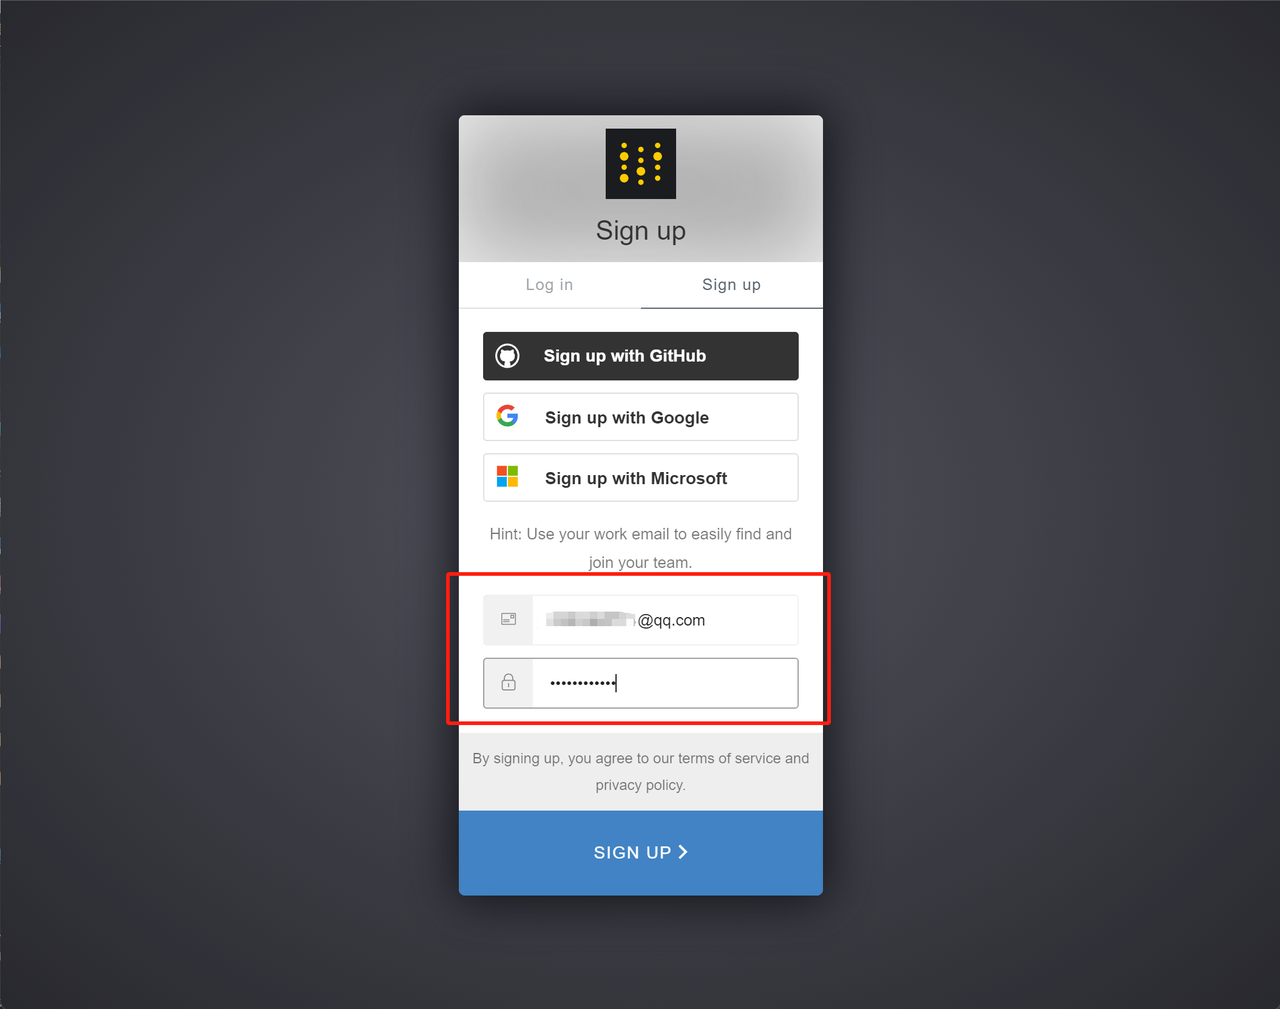 Sign up
Log in
Sign up
Sign up with GitHub
Sign up with Google
Sign up with Microsoft
Hint: Use your work email to easily find and
join your team.
@qq.com
••••••••••••
By signing up, you agree to our terms of service and
privacy policy.
SIGN UP